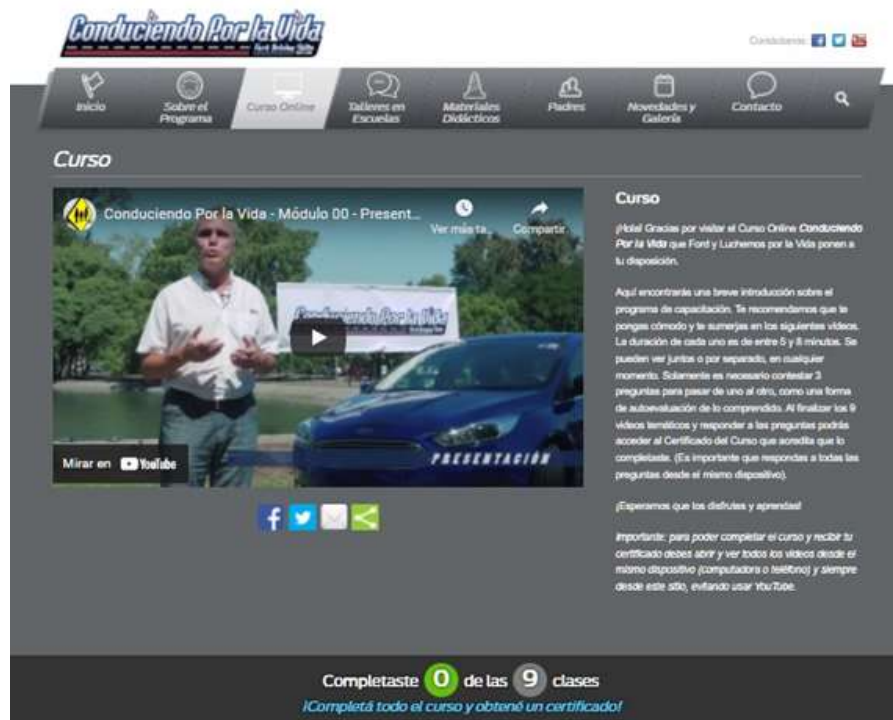 Conduciendo Por la Vida
Conectate
Inicio
Sobre el
Programa
Curso Online
Talleres en
Escuelas
Materiales
Didácticos
Padres
Novedades y
Galería
Contacto
Curso
Conduciendo Por la Vida - Módulo 00 - Present...
Ver más ta...
Compartir
Conduciendo Por la Vida
PRESENTACIÓN
Mirar en YouTube
Curso
¡Hola! Gracias por visitar el Curso Online Conduciendo
Por la Vida que Ford y Luchemos por la Vida ponen a
tu disposición.
Aquí encontrarás una breve introducción sobre el
programa de capacitación. Te recomendamos que te
pongas cómodo y te sumerjas en los siguientes videos.
La duración de cada uno es de entre 5 y 8 minutos. Se
pueden ver juntos o por separado, en cualquier
momento. Solamente es necesario contestar 3
preguntas para pasar de uno al otro, como una forma
de autoevaluación de lo comprendido. Al finalizar los 9
videos temáticos y responder a las preguntas podrás
acceder al Certificado del Curso que acredita que lo
completaste. (Es importante que respondas a todas las
preguntas desde el mismo dispositivo).
¡Esperamos que los disfrutes y aprendas!
Importante: para poder completar el curso y recibir tu
certificado debes abrir y ver todos los videos desde el
mismo dispositivo (computadora o teléfono) y siempre
desde este sitio, evitando usar YouTube.
Completaste 0 de las 9 clases
¡Completá todo el curso y obtené un certificado!